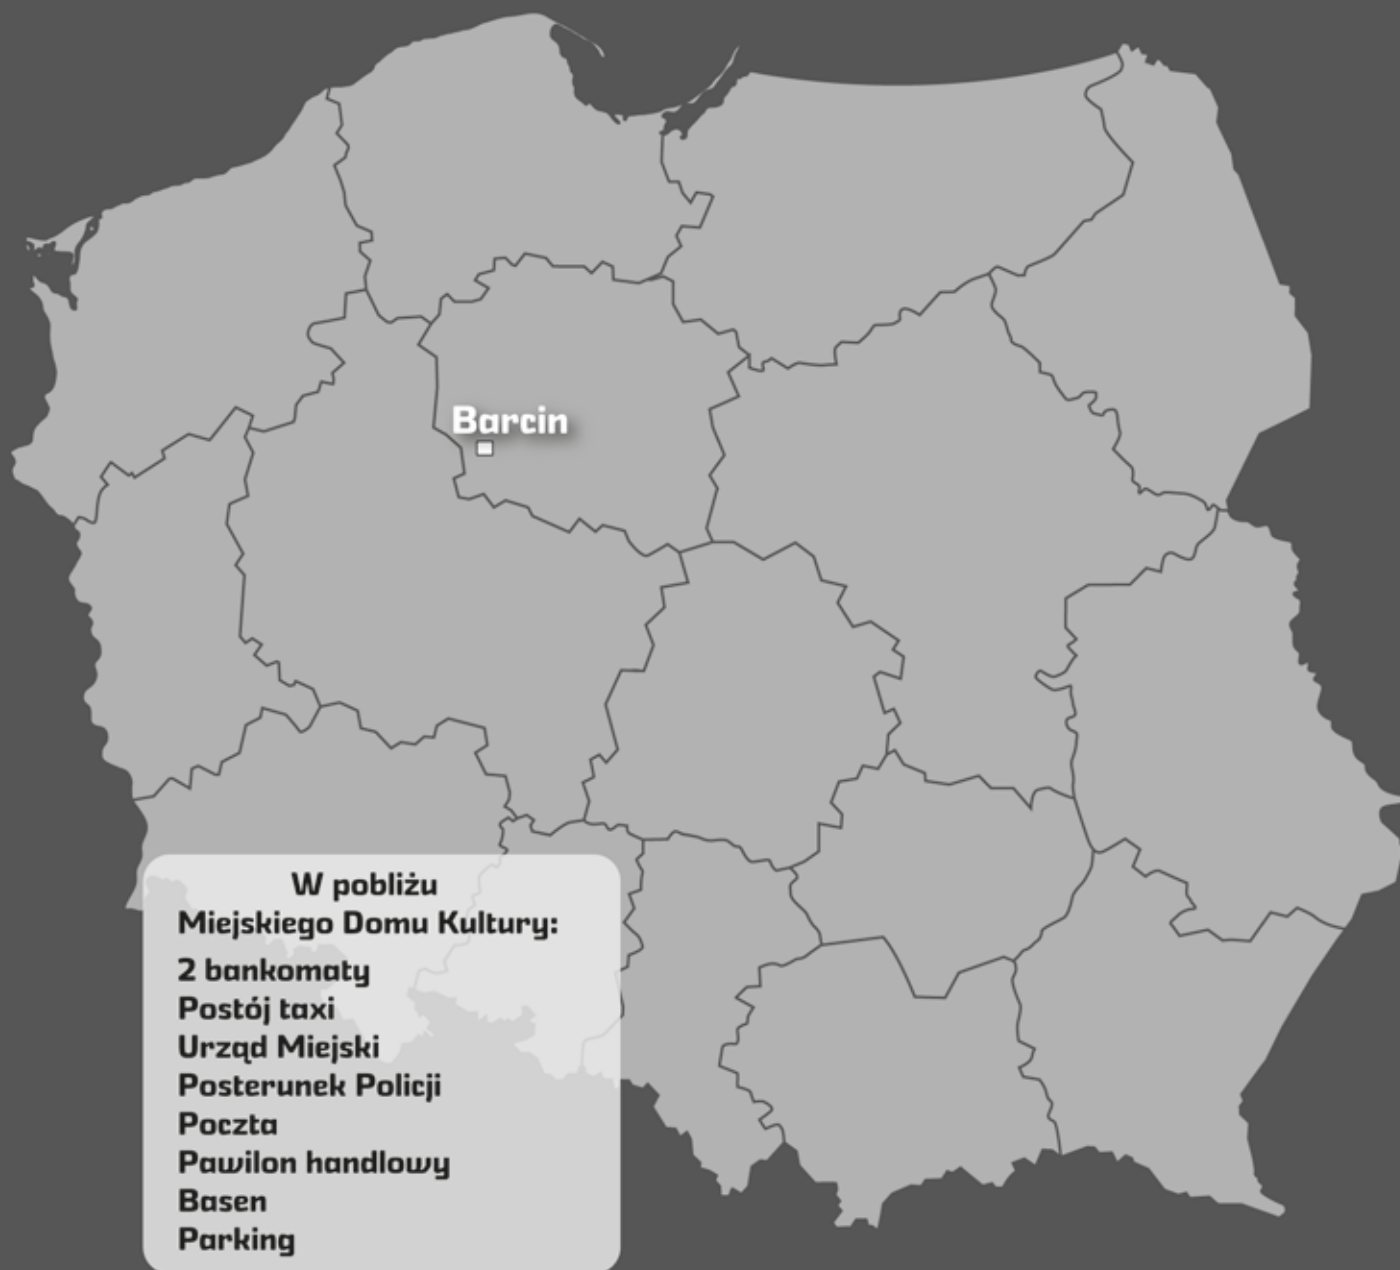 Barcin
W pobliżu
Miejskiego Domu Kultury:
2 bankomaty
Postój taxi
Urząd Miejski
Posterunek Policji
Poczta
Pawilon handlowy
Basen
Parking